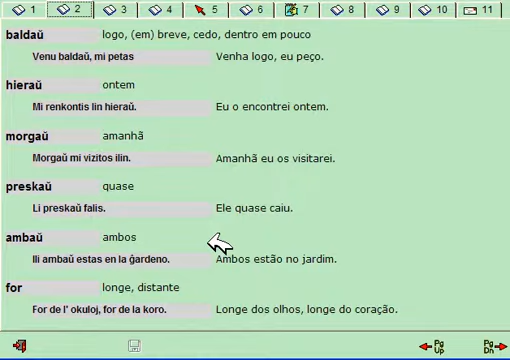 1 2 3 4 5 6 7 8 9 10 11
baldaŭ logo, (em) breve, cedo, dentro em pouco
Venu baldaŭ, mi petas Venha logo, eu peço.
hieraŭ ontem
Mi renkontis lin hieraŭ. Eu o encontrei ontem.
morgaŭ amanhã
Morgaŭ mi vizitos ilin. Amanhã eu os visitarei.
preskaŭ quase
Li preskaŭ falis. Ele quase caiu.
ambaŭ ambos
Ili ambaŭ estas en la ĝardeno. Ambos estão no jardim.
for longe, distante
For de l' okuloj, for de la koro. Longe dos olhos, longe do coração.
Pg Up Pg Dn